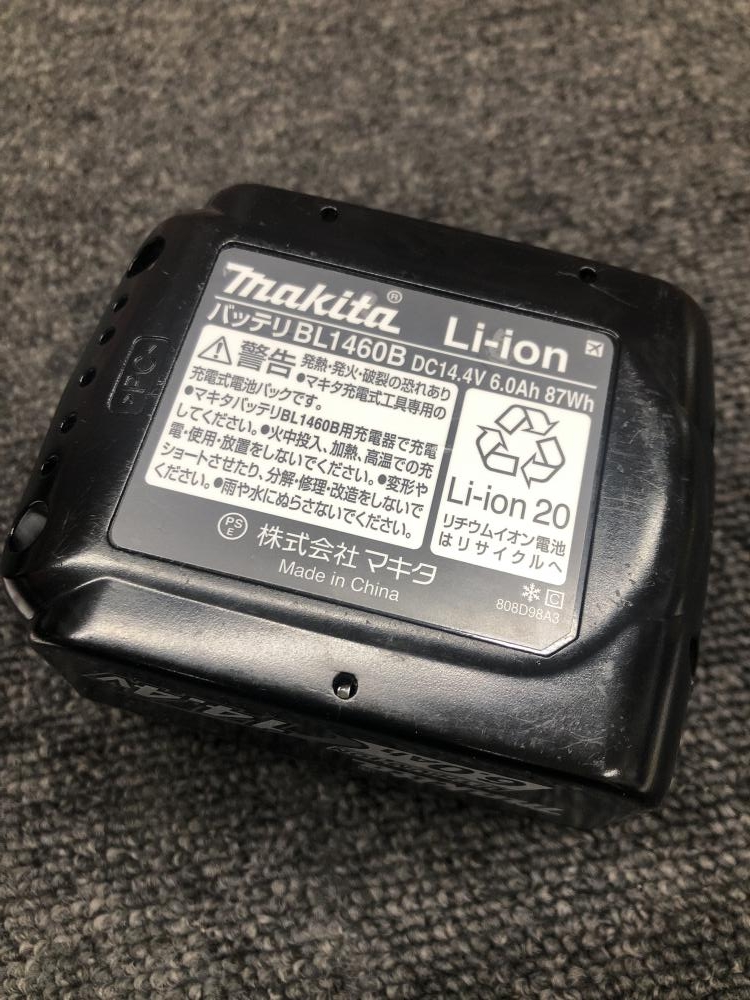 makita® Li-ion
バッテリBL1460B DC14.4V 6.0Ah 87Wh
警告 発熱・発火・破裂の恐れあり
●マキタ充電式工具専用の
充電式電池パックです。
●マキタバッテリBL1460B用充電器で充電
してください。●火中投入、加熱、高温での充
電・使用・放置をしないでください。●変形や
ショートさせたり、分解・修理・改造をしないで
ください。●雨や水にぬらさないでください。
Li-ion 20
リチウムイオン電池
はリサイクルへ
PSE
株式会社 マキタ
Made in China
C
808D98A3
14.4V
6.0Ah